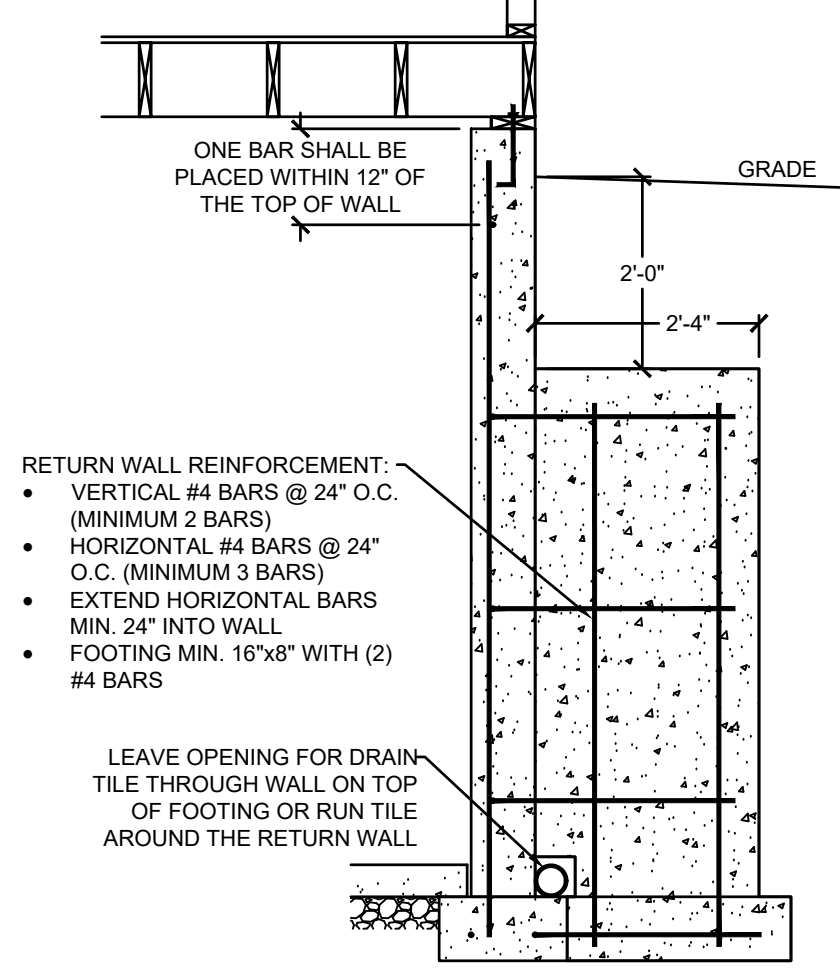 ONE BAR SHALL BE
PLACED WITHIN 12" OF
THE TOP OF WALL
GRADE
2'-0"
2'-4"
RETURN WALL REINFORCEMENT:
• VERTICAL #4 BARS @ 24" O.C.
(MINIMUM 2 BARS)
• HORIZONTAL #4 BARS @ 24"
O.C. (MINIMUM 3 BARS)
• EXTEND HORIZONTAL BARS
MIN. 24" INTO WALL
• FOOTING MIN. 16"x8" WITH (2)
#4 BARS
LEAVE OPENING FOR DRAIN
TILE THROUGH WALL ON TOP
OF FOOTING OR RUN TILE
AROUND THE RETURN WALL